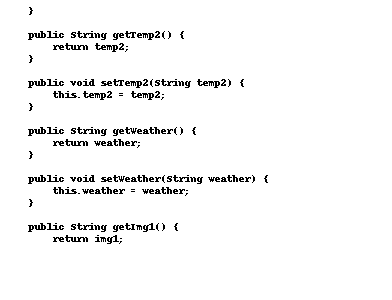 }
public String getTemp2() {
return temp2;
}
public void setTemp2(String temp2) {
this.temp2 = temp2;
}
public String getWeather() {
return weather;
}
public void setWeather(String weather) {
this.weather = weather;
}
public String getImg1() {
return img1;